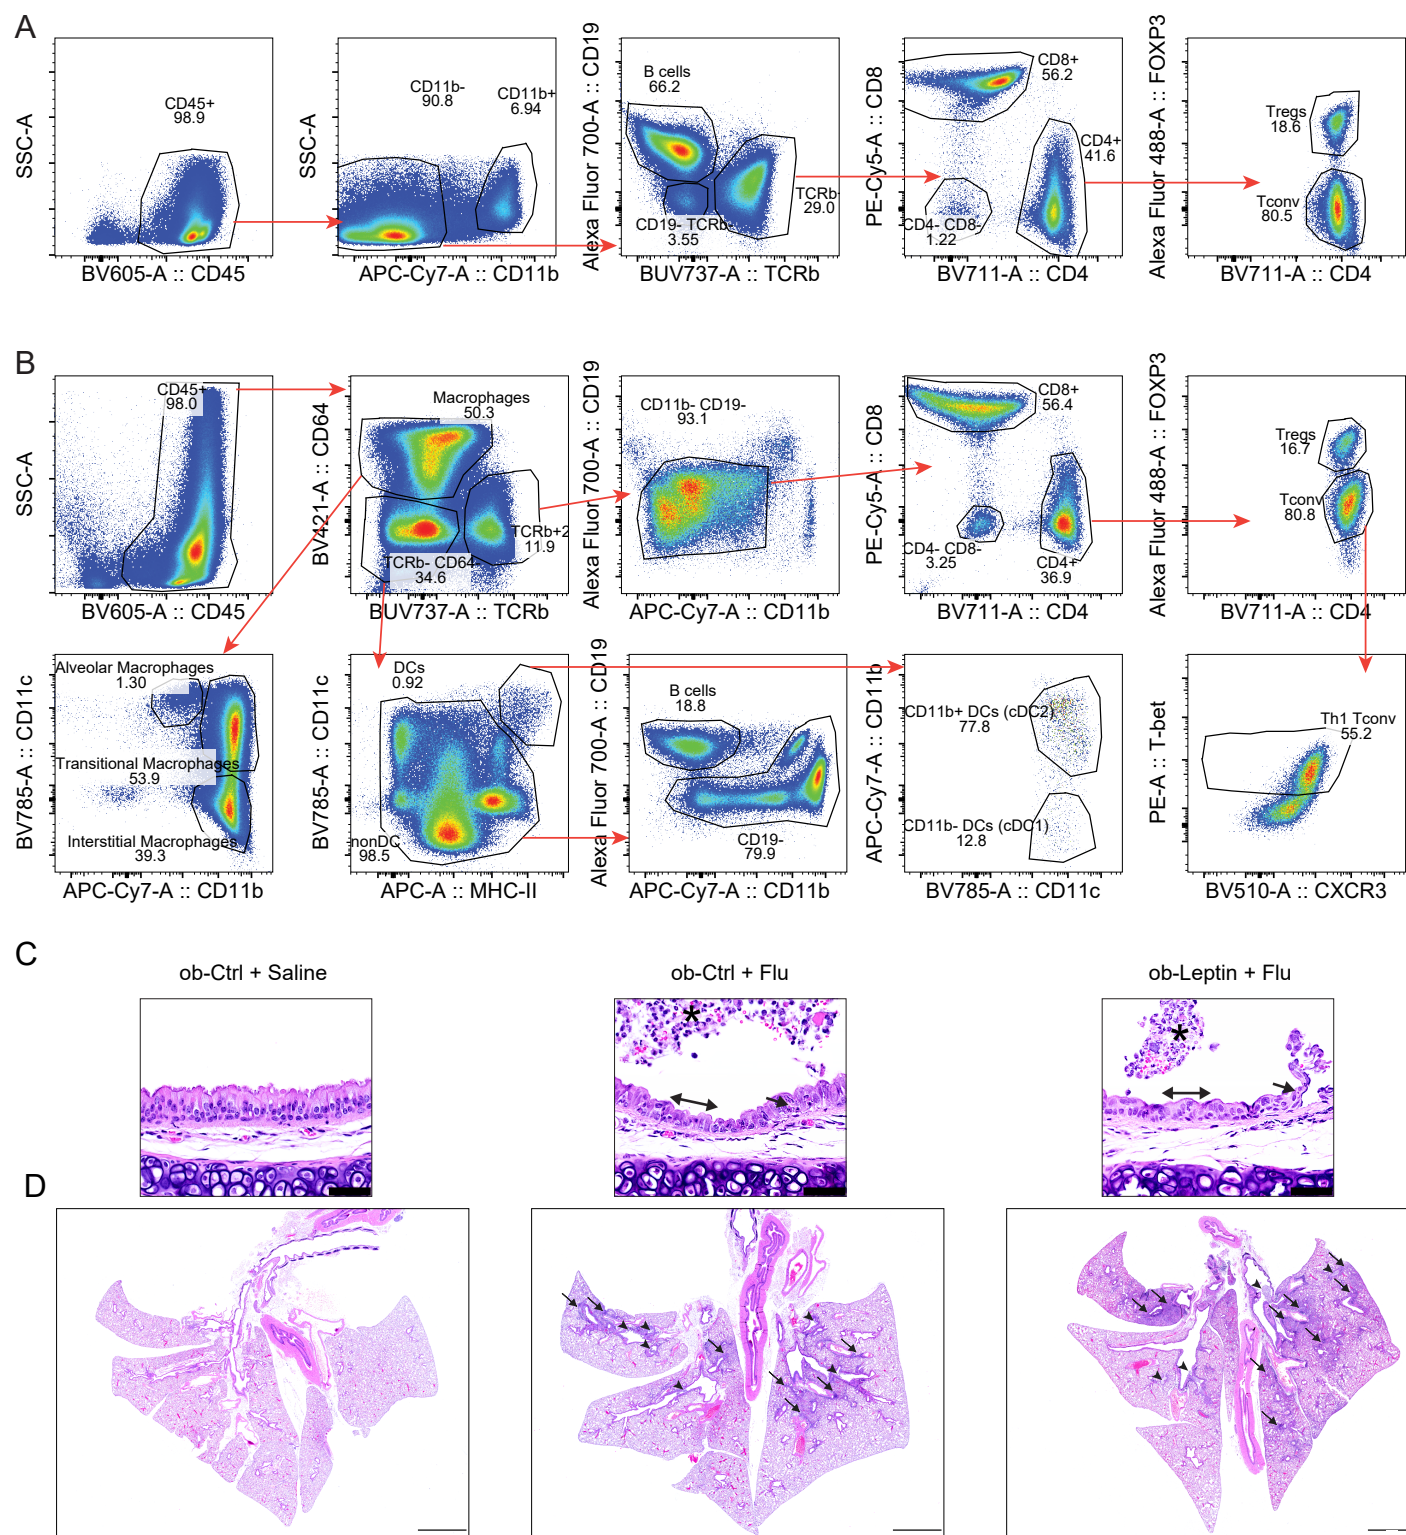 A
SSC-A
CD45+
98.9
BV605-A :: CD45
SSC-A
CD11b-
90.8
CD11b+
6.94
APC-Cy7-A :: CD11b
Alexa Fluor 700-A :: CD19
B cells
66.2
TCRb
29.0
CD19- TCRb-
3.55
BUV737-A :: TCRb
PE-Cy5-A :: CD8
CD8+
56.2
CD4+
41.6
CD4- CD8-
1.22
BV711-A :: CD4
Alexa Fluor 488-A :: FOXP3
Tregs
18.6
Tconv
80.5
BV711-A :: CD4
B
SSC-A
CD45+
98.0
BV605-A :: CD45
BV421-A :: CD64
Macrophages
50.3
TCRb+2
11.9
TCRb- CD64-
34.6
BUV737-A :: TCRb
Alexa Fluor 700-A :: CD19
CD11b- CD19-
93.1
APC-Cy7-A :: CD11b
PE-Cy5-A :: CD8
CD8+
56.4
CD4- CD8-
3.25
CD4+
36.9
BV711-A :: CD4
Alexa Fluor 488-A :: FOXP3
Tregs
16.7
Tconv
80.8
BV711-A :: CD4
BV785-A :: CD11c
Alveolar Macrophages
1.30
Transitional Macrophages
53.9
Interstitial Macrophages
39.3
APC-Cy7-A :: CD11b
BV785-A :: CD11c
DCs
0.92
nonDC
98.5
APC-A :: MHC-II
Alexa Fluor 700-A :: CD19
B cells
18.8
CD19-
79.9
APC-Cy7-A :: CD11b
APC-Cy7-A :: CD11b
CD11b+ DCs (cDC2)
77.8
CD11b- DCs (cDC1)
12.8
BV785-A :: CD11c
PE-A :: T-bet
Th1 Tconv
55.2
BV510-A :: CXCR3
C
ob-Ctrl + Saline
ob-Ctrl + Flu
ob-Leptin + Flu
*
*
D